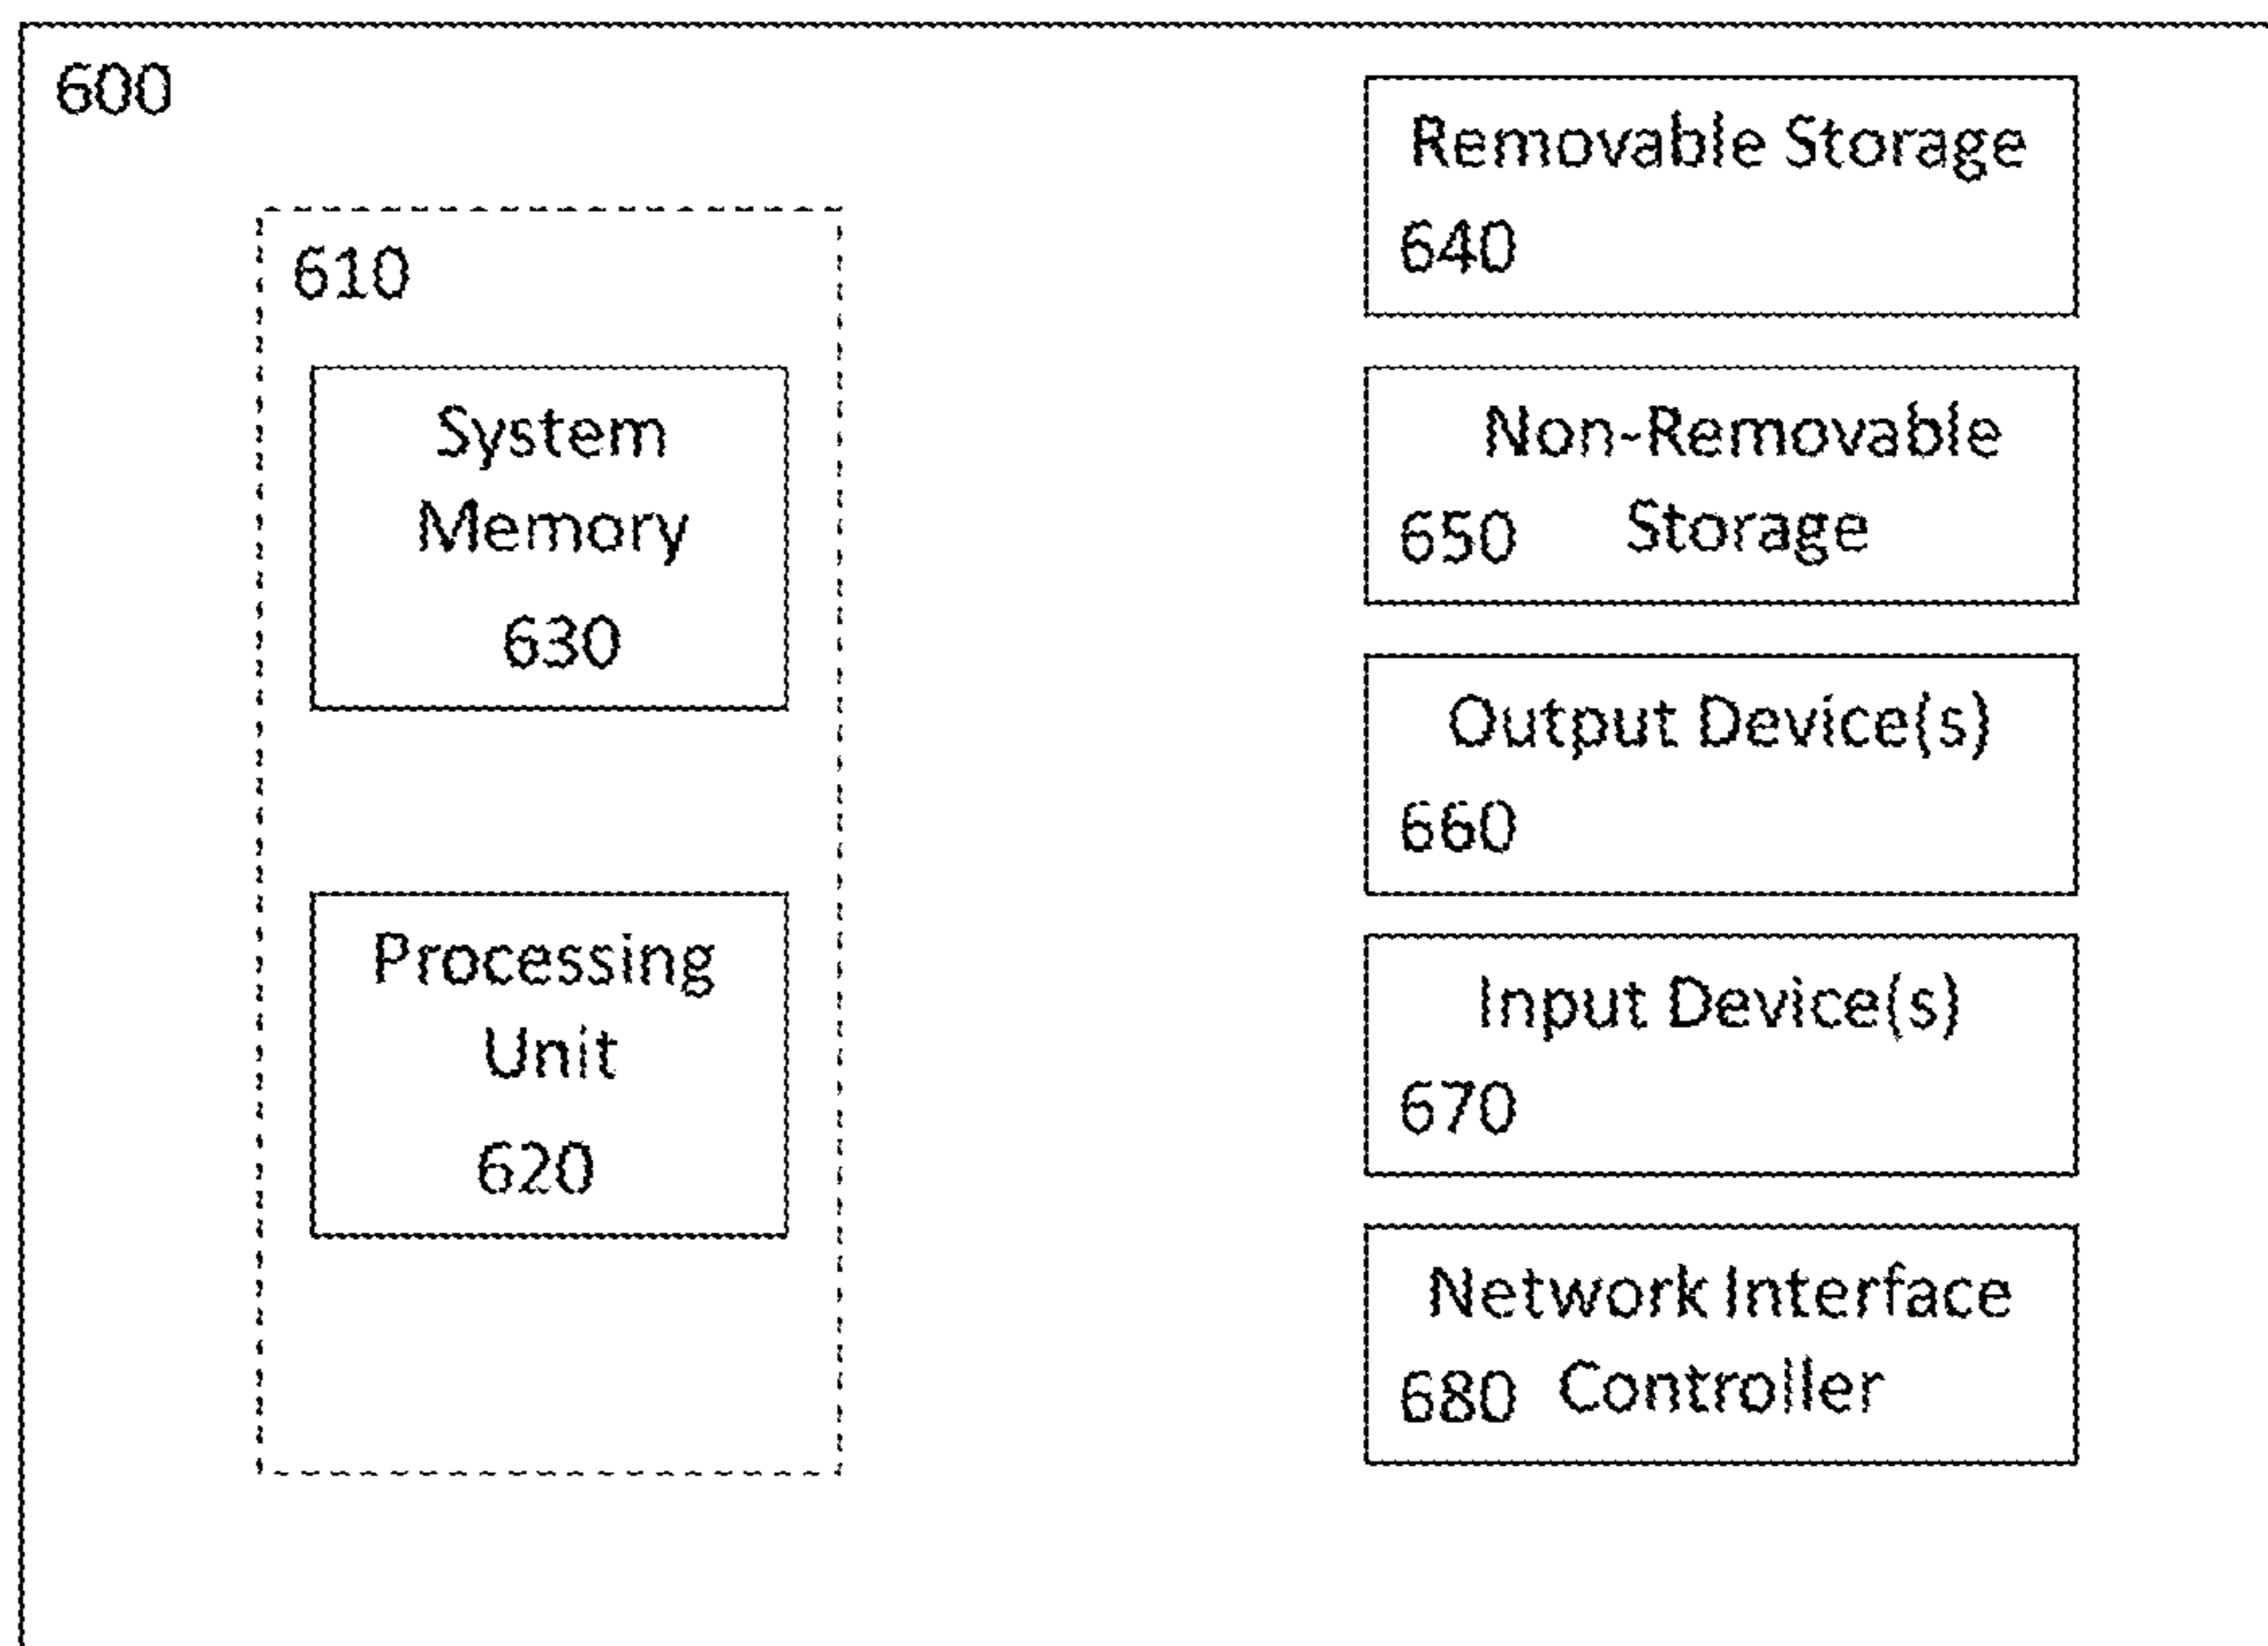 600
610
System
Memory
630
Processing
Unit
620
Removable Storage
640
Non-Removable
650 Storage
Output Device(s)
660
Input Device(s)
670
Network Interface
680 Controller